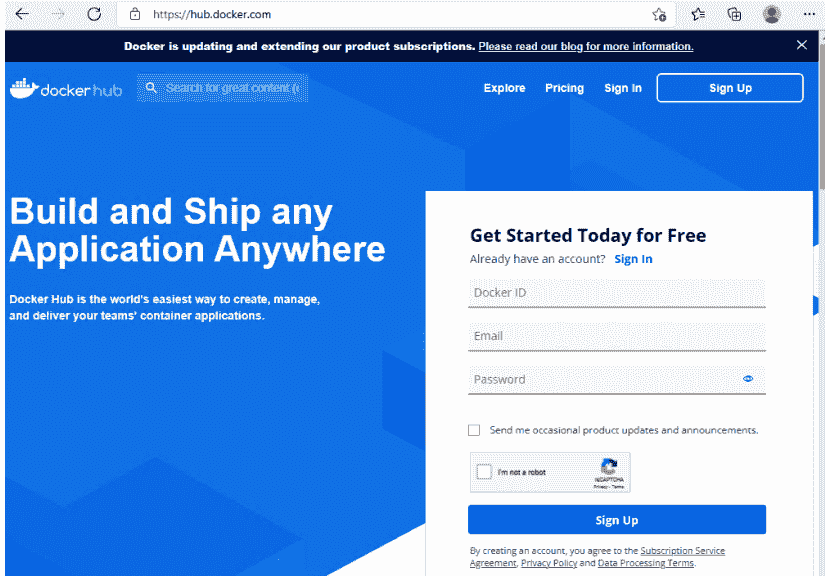 https://hub.docker.com
Docker is updating and extending our product subscriptions. Please read our blog for more information.
docker hub
Search for great content (e
Explore
Pricing
Sign In
Sign Up
Build and Ship any
Application Anywhere
Docker Hub is the world's easiest way to create, manage,
and deliver your teams' container applications.
Get Started Today for Free
Already have an account? Sign In
Docker ID
Email
Password
Send me occasional product updates and announcements.
I'm not a robot
reCAPTCHA
Privacy - Terms
Sign Up
By creating an account, you agree to the Subscription Service
Agreement, Privacy Policy and Data Processing Terms.